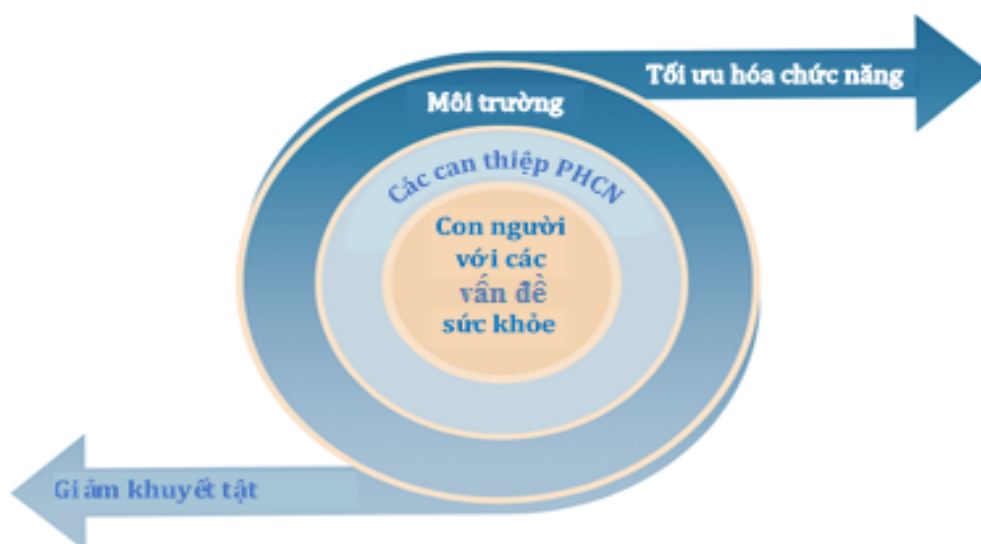 Tối ưu hóa chức năng
Môi trường
Các can thiệp PHCN
Con người
với các
vấn đề
sức khỏe
Giảm khuyết tật